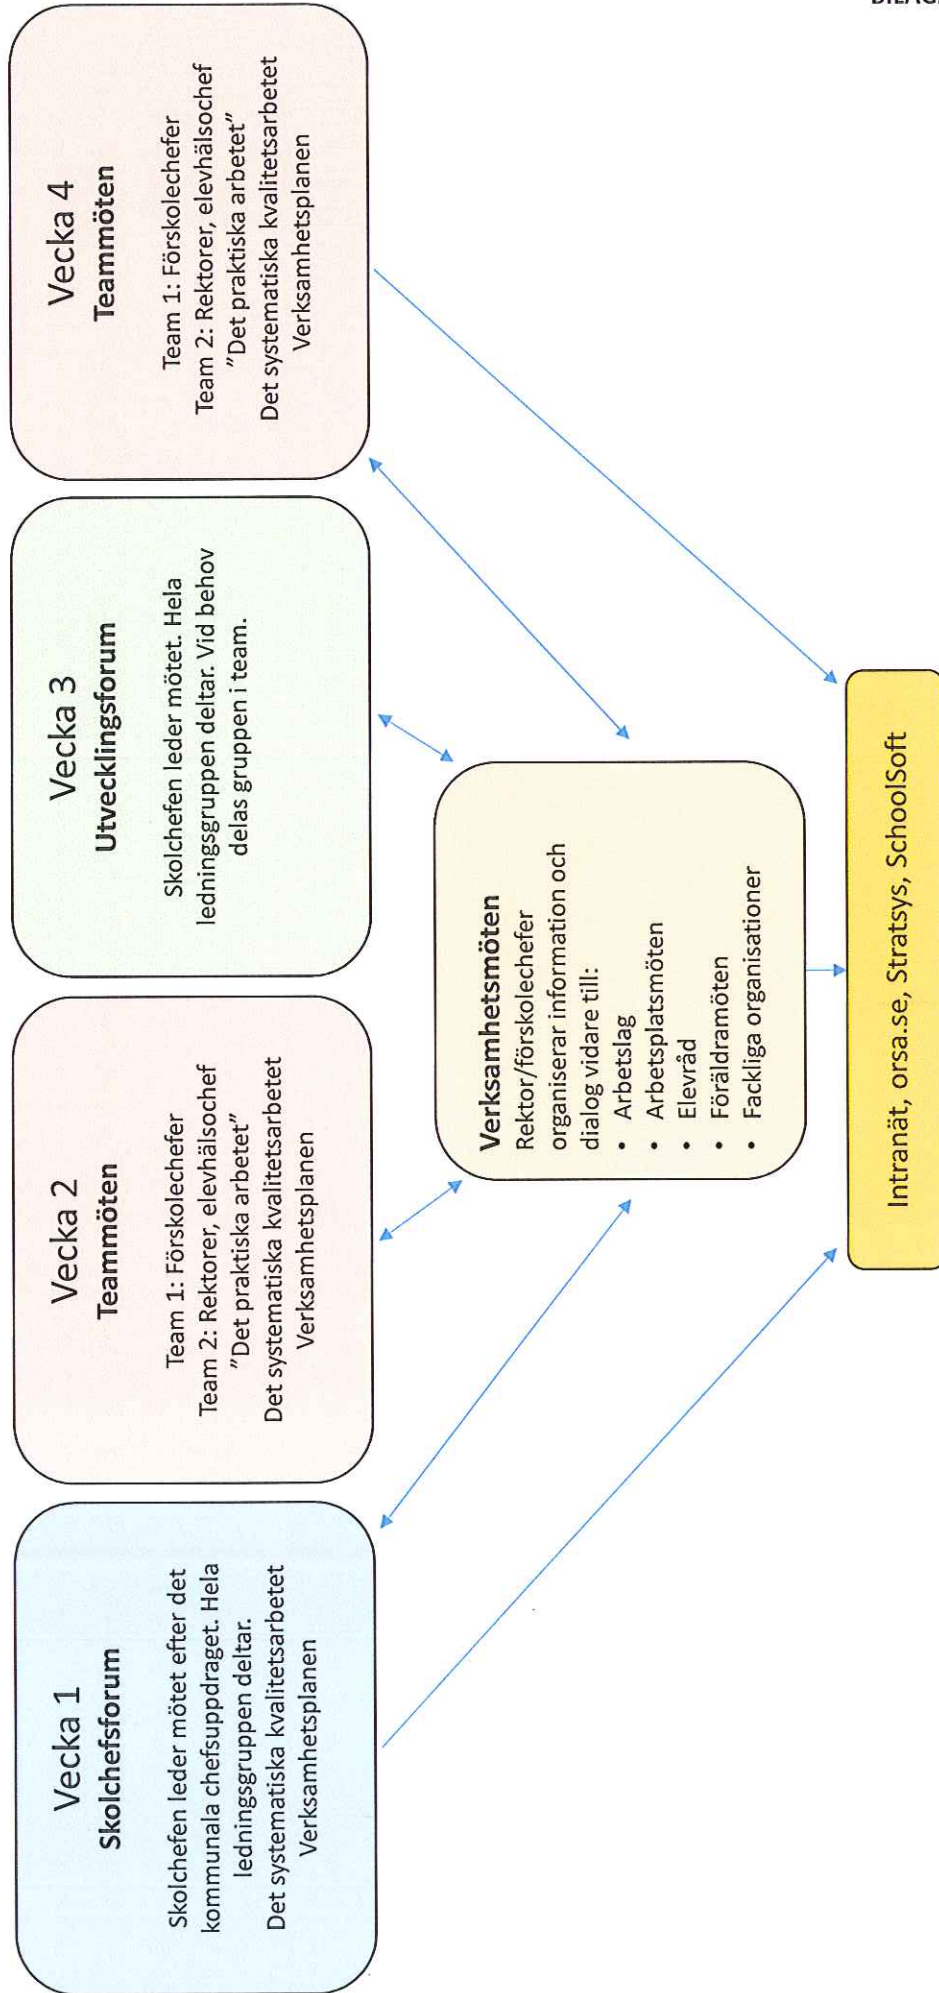 Vecka 1
Skolchefsforum
Skolchefen leder mötet efter det
kommunala chefsuppdraget. Hela
ledningsgruppen deltar.
Det systematiska kvalitetsarbetet
Verksamhetsplanen
Vecka 2
Teammöten
Team 1: Förskolechefer
Team 2: Rektorer, elevhälsochef
”Det praktiska arbetet”
Det systematiska kvalitetsarbetet
Verksamhetsplanen
Vecka 3
Utvecklingsforum
Skolchefen leder mötet. Hela
ledningsgruppen deltar. Vid behov
delas gruppen i team.
Vecka 4
Teammöten
Team 1: Förskolechefer
Team 2: Rektorer, elevhälsochef
”Det praktiska arbetet”
Det systematiska kvalitetsarbetet
Verksamhetsplanen
Verksamhetsmöten
Rektor/förskolechefer
organiserar information och
dialog vidare till:
• Arbetslag
• Arbetsplatsmöten
• Elevråd
• Föräldramöten
• Fackliga organisationer
Intranät, orsa.se, Stratsys, SchoolSoft